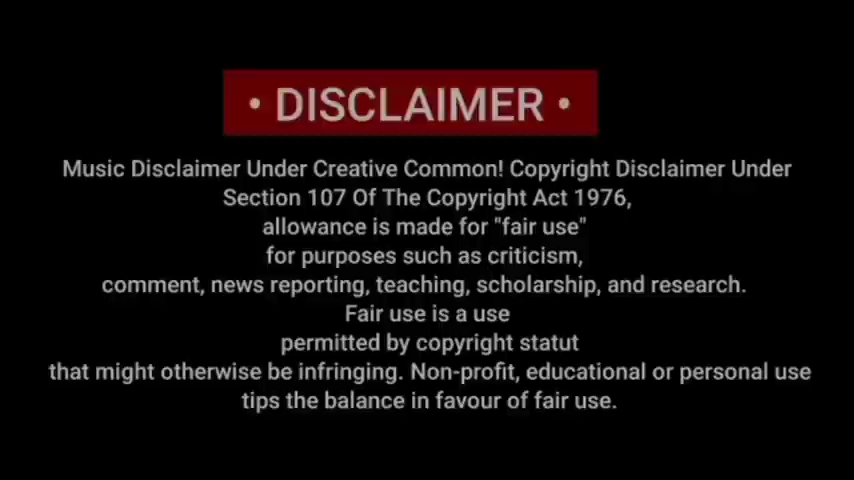 • DISCLAIMER •
Music Disclaimer Under Creative Common! Copyright Disclaimer Under
Section 107 Of The Copyright Act 1976,
allowance is made for "fair use"
for purposes such as criticism,
comment, news reporting, teaching, scholarship, and research.
Fair use is a use
permitted by copyright statut
that might otherwise be infringing. Non-profit, educational or personal use
tips the balance in favour of fair use.